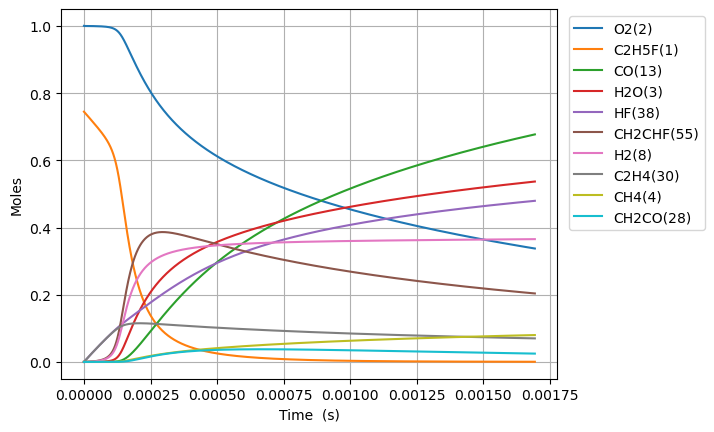 1.0
0.8
0.6
0.4
0.2
0.0
Moles
0.00000 0.00025 0.00050 0.00075 0.00100 0.00125 0.00150 0.00175
Time (s)
O2(2)
C2H5F(1)
CO(13)
H2O(3)
HF(38)
CH2CHF(55)
H2(8)
C2H4(30)
CH4(4)
CH2CO(28)